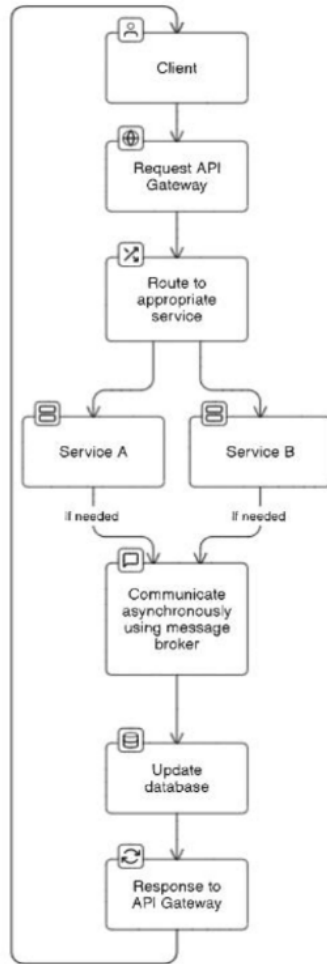 Client
Request API
Gateway
Route to
appropriate
service
Service A
Service B
If needed
If needed
Communicate
asynchronously
using message
broker
Update
database
Response to
API Gateway